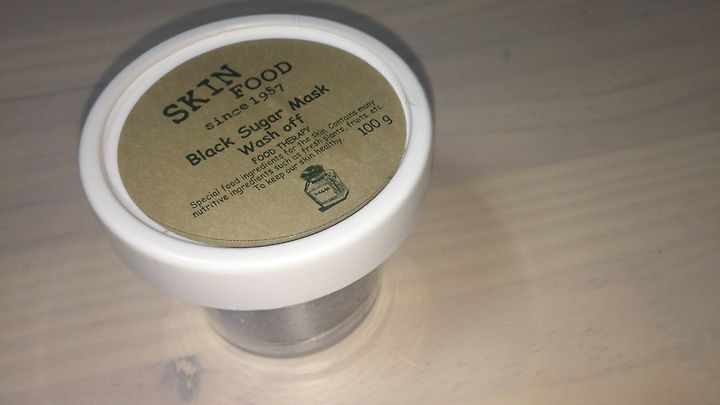 SKIN
FOOD
since 1957
Black Sugar Mask
Wash off
FOOD THERAPY
Special food ingredients for the skin. Contains many
nutritive ingredients such as fresh plants, fruits, etc.
To keep our skin healthy.
100 g